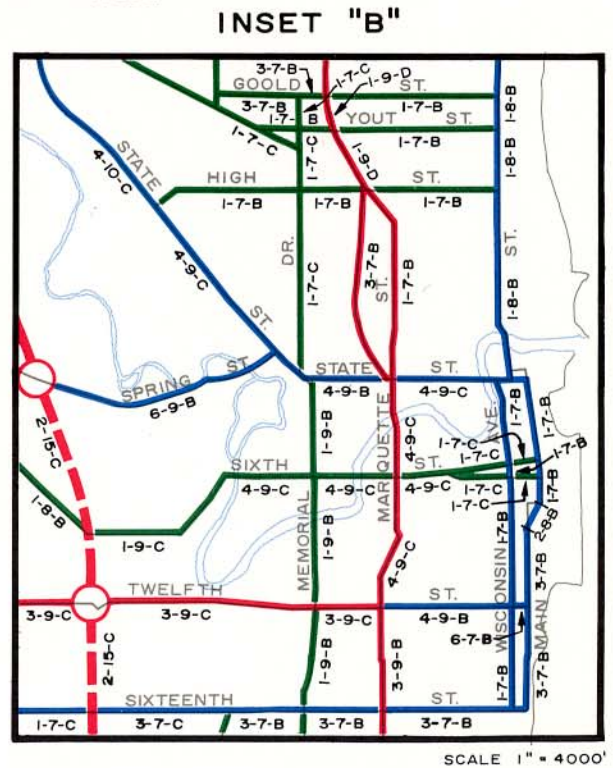 INSET "B"
3-7-B
1-7-C
1-9-D
GOOLD ST.
3-7-B
1-7-B
1-7-B
YOUT ST.
1-8-B
1-7-C
1-7-C
1-9-D
1-7-B
1-8-B
STATE
4-10-C
HIGH ST.
1-7-B
1-7-B
1-7-B
DR.
1-7-C
3-7-B
ST.
1-7-B
ST.
1-8-B
4-9-C
ST.
SPRING ST.
6-9-B
STATE ST.
4-9-B
4-9-C
2-15-C
1-9-B
MARQUETTE
4-9-C
AVE.
1-7-B
1-7-B
1-7-C
1-7-C
1-7-B
SIXTH ST.
4-9-C
4-9-C
4-9-C
1-7-C
1-7-C
1-7-B
1-8-B
1-9-C
MEMORIAL
1-9-B
1-7-B
2-8-B
4-9-C
WISCONSIN
3-7-B
MAIN
TWELFTH ST.
3-9-C
3-9-C
3-9-C
4-9-B
6-7-B
2-15-C
1-9-B
3-9-B
1-7-B
3-7-B
SIXTEENTH ST.
1-7-C
3-7-C
3-7-B
3-7-B
3-7-B
SCALE 1" = 4000'